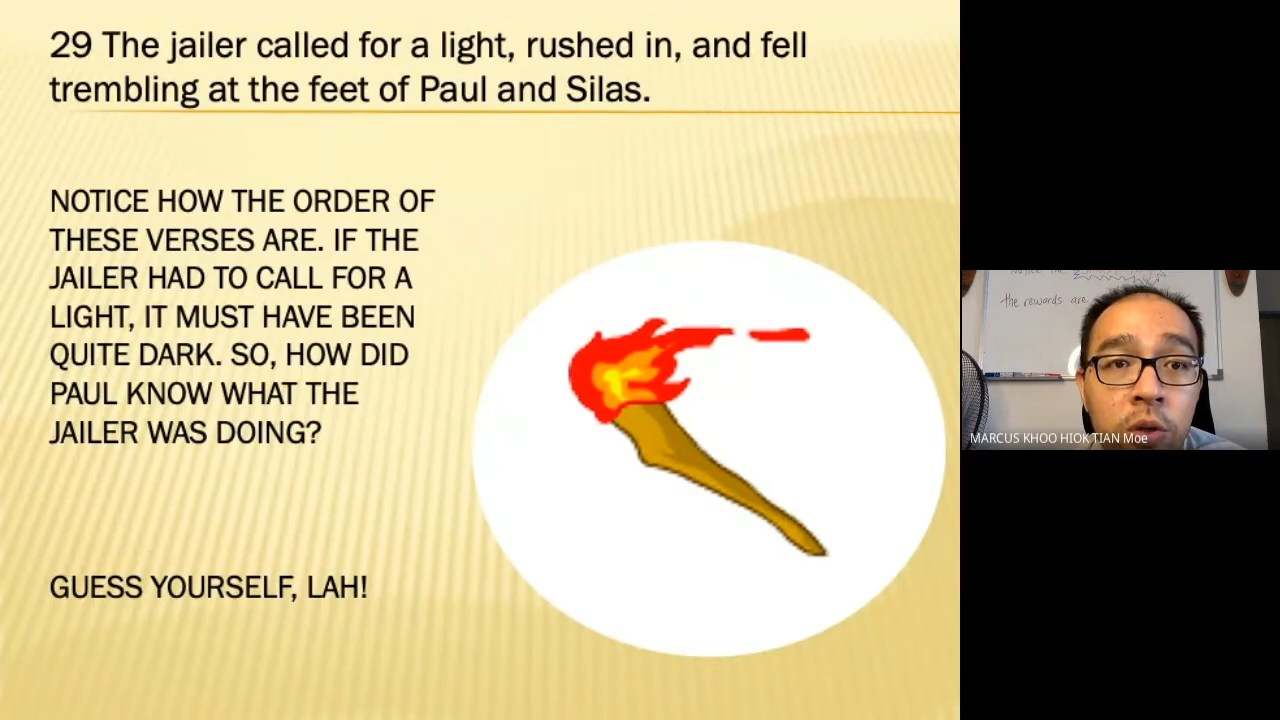 29 The jailer called for a light, rushed in, and fell
trembling at the feet of Paul and Silas.
NOTICE HOW THE ORDER OF
THESE VERSES ARE. IF THE
JAILER HAD TO CALL FOR A
LIGHT, IT MUST HAVE BEEN
QUITE DARK. SO, HOW DID
PAUL KNOW WHAT THE
JAILER WAS DOING?
GUESS YOURSELF, LAH!
the rewards are
MARCUS KHOO HIOK TIAN Moe